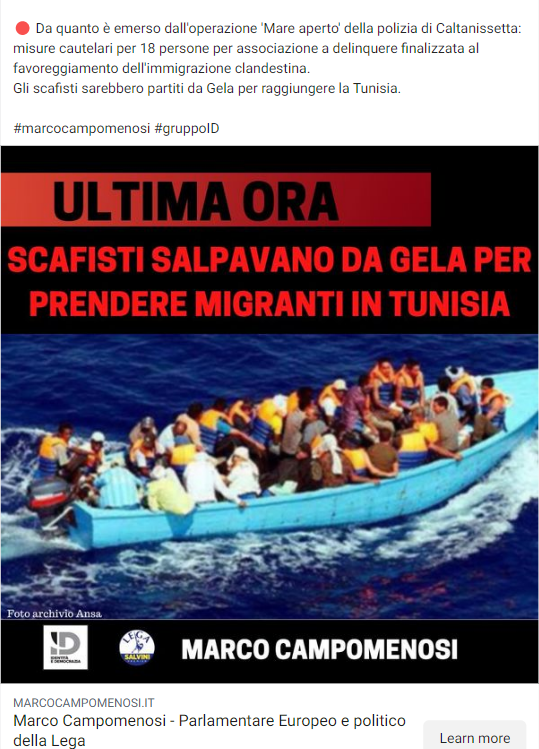 🔴 Da quanto è emerso dall'operazione 'Mare aperto' della polizia di Caltanissetta:
misure cautelari per 18 persone per associazione a delinquere finalizzata al
favoreggiamento dell'immigrazione clandestina.
Gli scafisti sarebbero partiti da Gela per raggiungere la Tunisia.
#marcocampomenosi #gruppoID
ULTIMA ORA
SCAFISTI SALPAVANO DA GELA PER
PRENDERE MIGRANTI IN TUNISIA
Foto archivio Ansa
ID
IDENTITÀ E DEMOCRAZIA
LEGA
SALVINI
MARCO CAMPOMENOSI
MARCOCAMPOMENOSI.IT
Marco Campomenosi - Parlamentare Europeo e politico
della Lega
Learn more